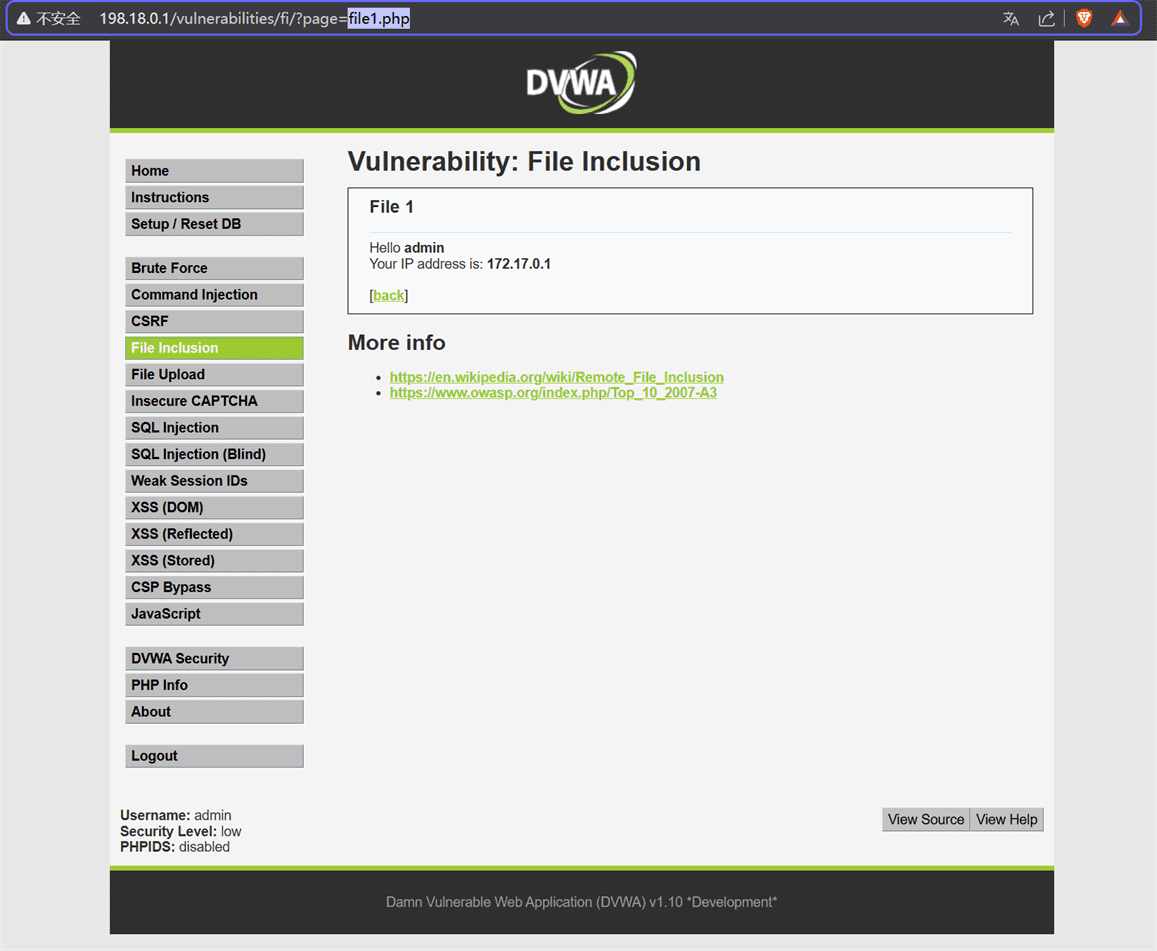 不安全 198.18.0.1/vulnerabilities/fi/?page=file1.php
DVWA
Home
Instructions
Setup / Reset DB
Brute Force
Command Injection
CSRF
File Inclusion
File Upload
Insecure CAPTCHA
SQL Injection
SQL Injection (Blind)
Weak Session IDs
XSS (DOM)
XSS (Reflected)
XSS (Stored)
CSP Bypass
JavaScript
DVWA Security
PHP Info
About
Logout
Vulnerability: File Inclusion
File 1
Hello admin
Your IP address is: 172.17.0.1
[back]
More info
https://en.wikipedia.org/wiki/Remote_File_Inclusion
https://www.owasp.org/index.php/Top_10_2007-A3
Username: admin
Security Level: low
PHPIDS: disabled
View Source View Help
Damn Vulnerable Web Application (DVWA) v1.10 *Development*